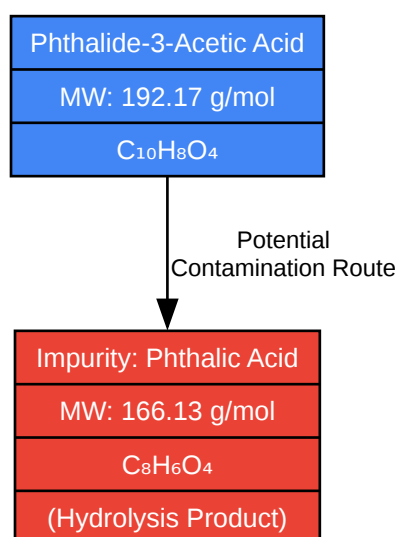 Phthalide-3-Acetic Acid
MW: 192.17 g/mol
C₁₀H₈O₄
Potential
Contamination Route
Impurity: Phthalic Acid
MW: 166.13 g/mol
C₈H₆O₄
(Hydrolysis Product)